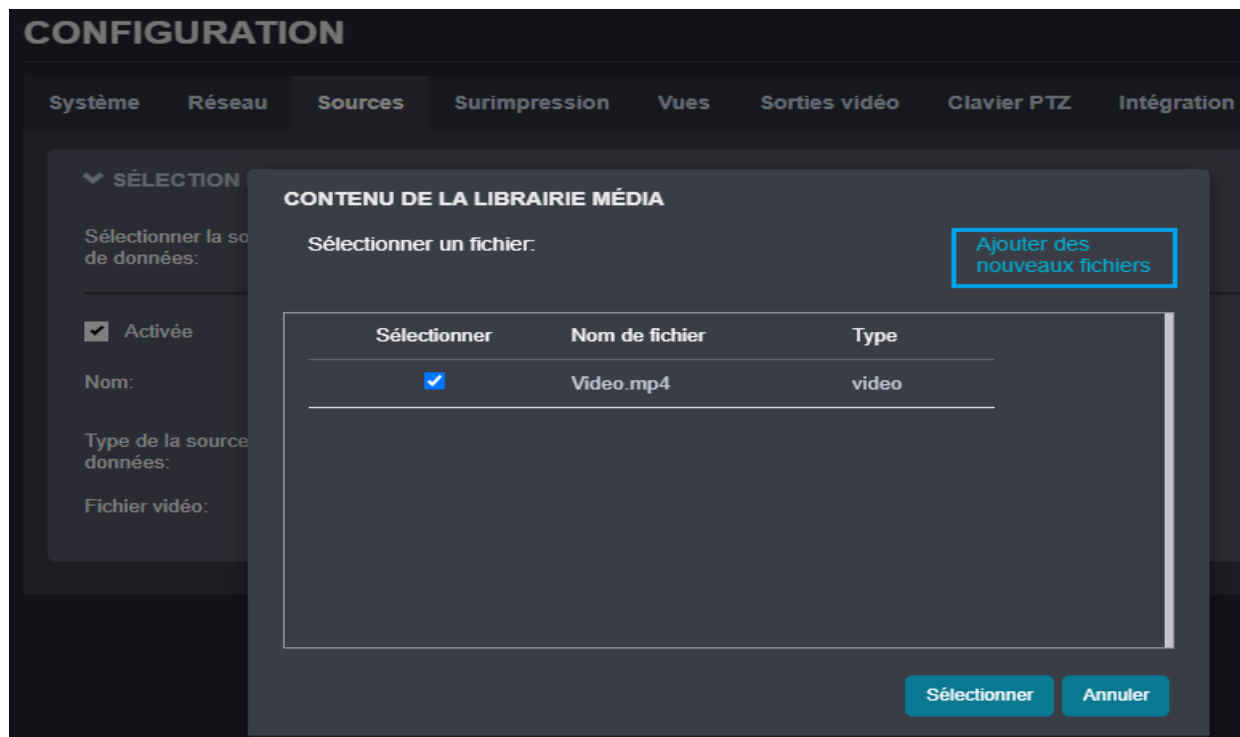 CONFIGURATION
Système Réseau Sources Surimpression Vues Sorties vidéo Clavier PTZ Intégration
SÉLECTION
Sélectionner la so
de données:
Activée
Nom:
Type de la source
données:
Fichier vidéo:
CONTENU DE LA LIBRAIRIE MÉDIA
Sélectionner un fichier:
Ajouter des
nouveaux fichiers
Sélectionner Nom de fichier Type
Video.mp4 video
Sélectionner Annuler